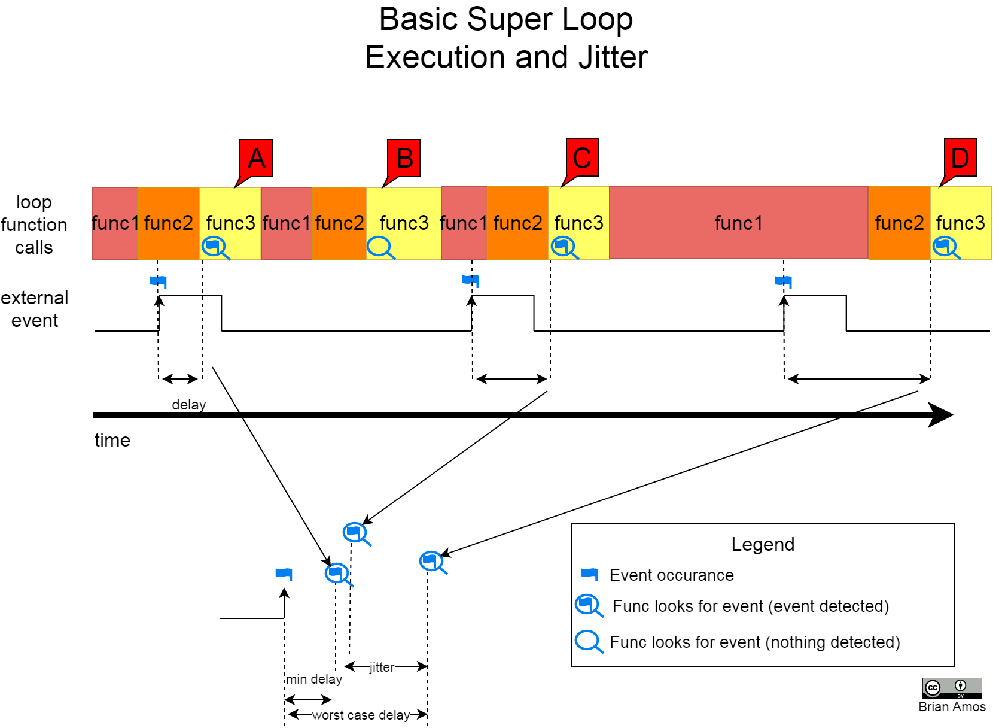 Basic Super Loop
Execution and Jitter
A
B
C
D
loop
function
calls
func1 func2 func3 func1 func2 func3 func1 func2 func3 func1 func2 func3
external
event
delay
time
Legend
Event occurance
Func looks for event (event detected)
Func looks for event (nothing detected)
jitter
min delay
worst case delay
cc
BY
Brian Amos